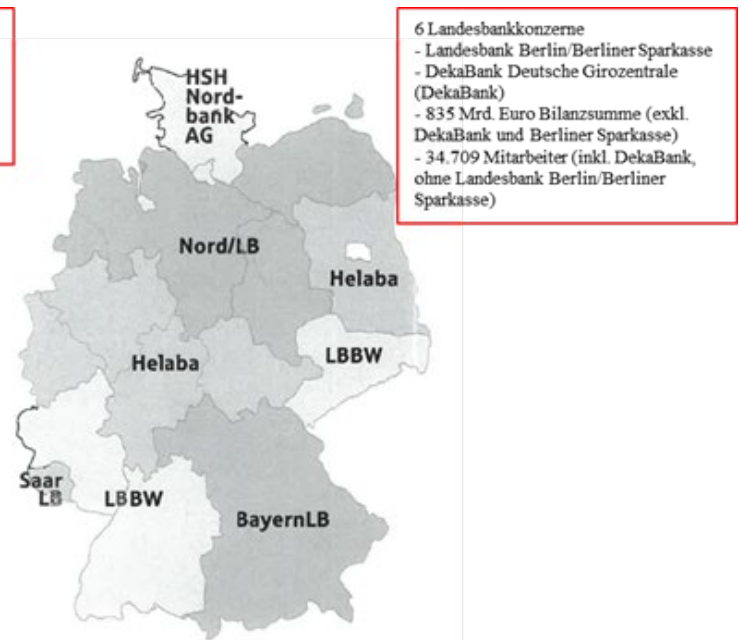 6 Landesbankkonzerne
- Landesbank Berlin/Berliner Sparkasse
- DekaBank Deutsche Girozentrale
(DekaBank)
- 835 Mrd. Euro Bilanzsumme (exkl.
DekaBank und Berliner Sparkasse)
- 34.709 Mitarbeiter (inkl. DekaBank,
ohne Landesbank Berlin/Berliner
Sparkasse)
HSH
Nord-
bank
AG
Nord/LB
Helaba
Helaba
LBBW
Saar
LB
LBBW
BayernLB